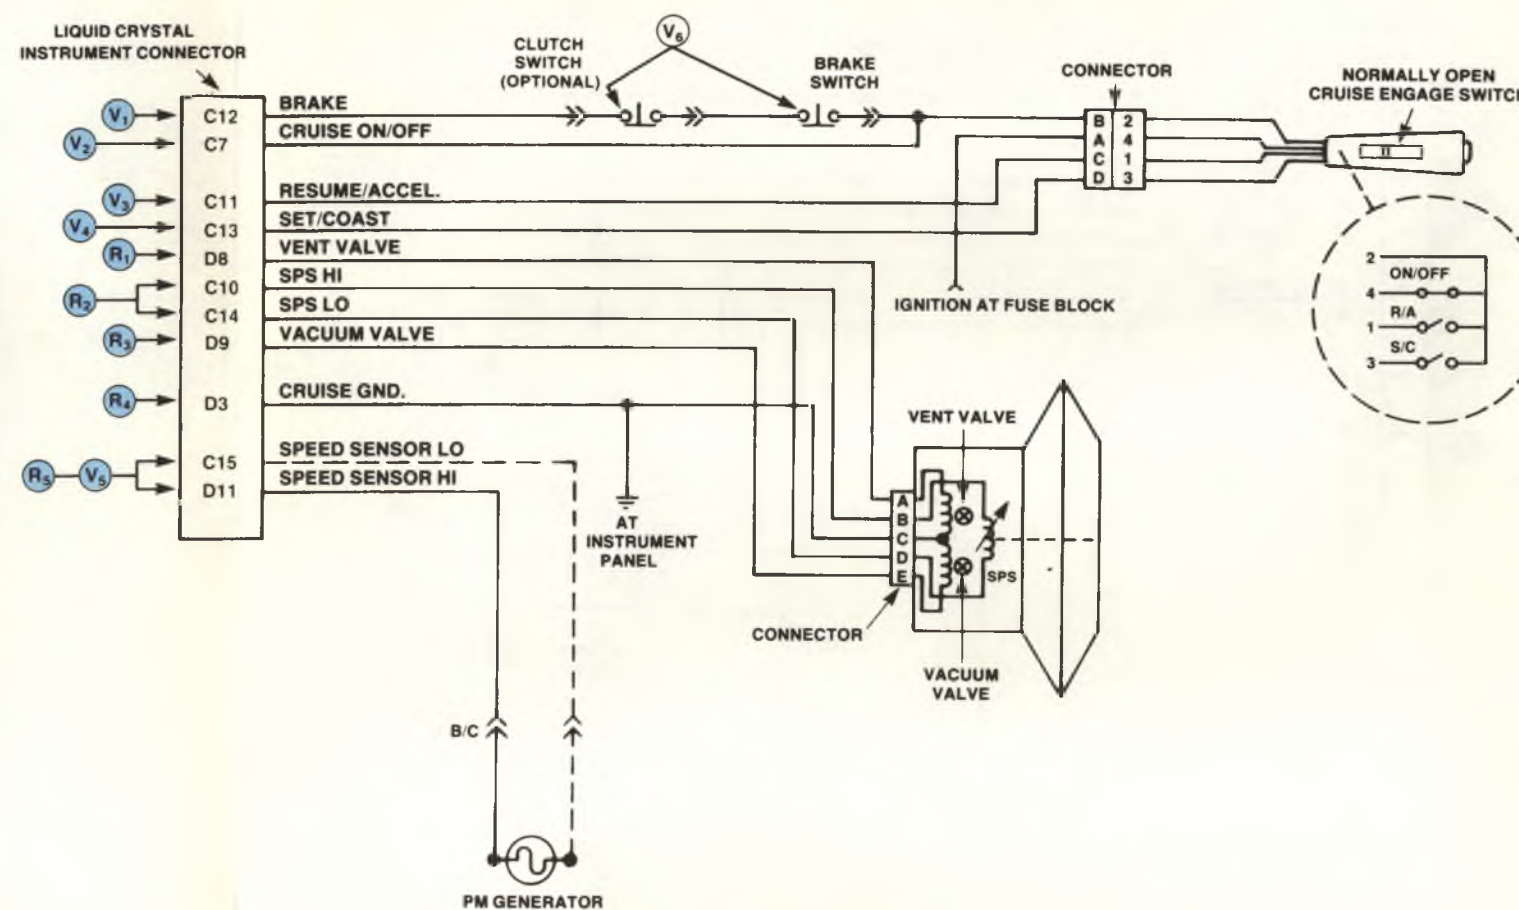 LIQUID CRYSTAL
INSTRUMENT CONNECTOR
CLUTCH
SWITCH
(OPTIONAL)
V6
BRAKE
SWITCH
CONNECTOR
NORMALLY OPEN
CRUISE ENGAGE SWITCH
V1 C12 BRAKE
V2 C7 CRUISE ON/OFF
V3 C11 RESUME/ACCEL.
V4 C13 SET/COAST
R1 D8 VENT VALVE
R2 C10 SPS HI
C14 SPS LO
R3 D9 VACUUM VALVE
R4 D3 CRUISE GND.
R5 V5 C15 SPEED SENSOR LO
D11 SPEED SENSOR HI
B 2
A 4
C 1
D 3
IGNITION AT FUSE BLOCK
2
ON/OFF
4
R/A
1
S/C
3
AT
INSTRUMENT
PANEL
VENT VALVE
A
B
C
D
E
SPS
CONNECTOR
VACUUM
VALVE
B/C
PM GENERATOR